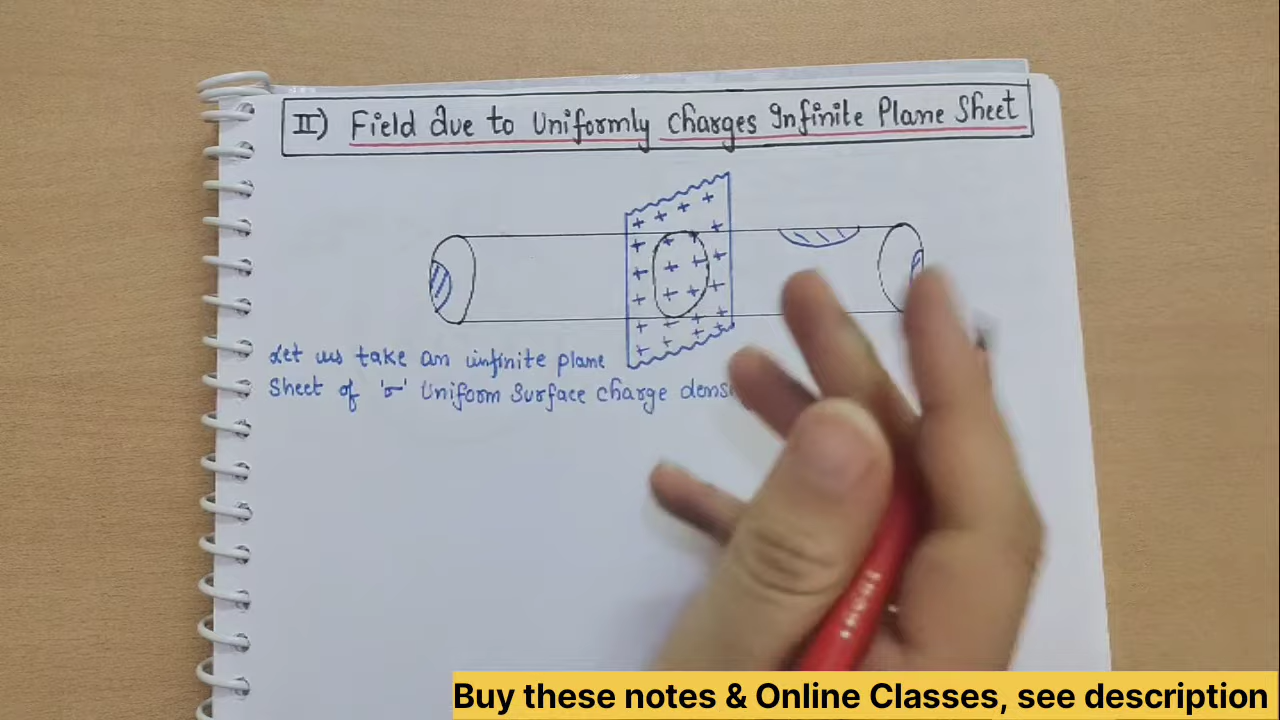 II) Field due to Uniformly charges Infinite Plane Sheet
Let us take an infinite plane
Sheet of 'σ' Uniform Surface charge
Buy these notes & Online Classes, see description